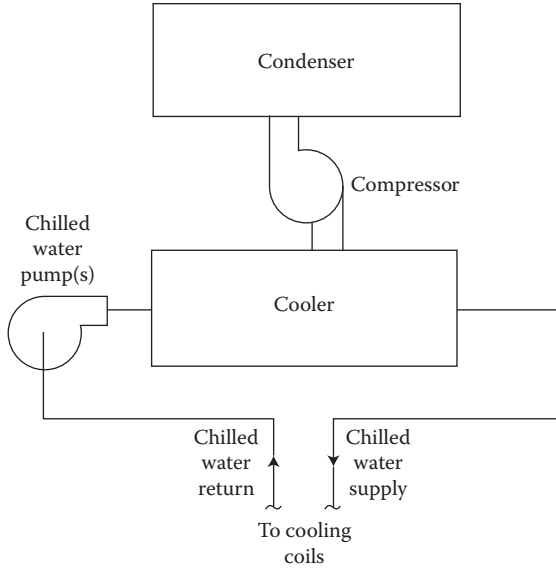 Condenser
Compressor
Chilled
water
pump(s)
Cooler
Chilled
water
return
Chilled
water
supply
To cooling
coils